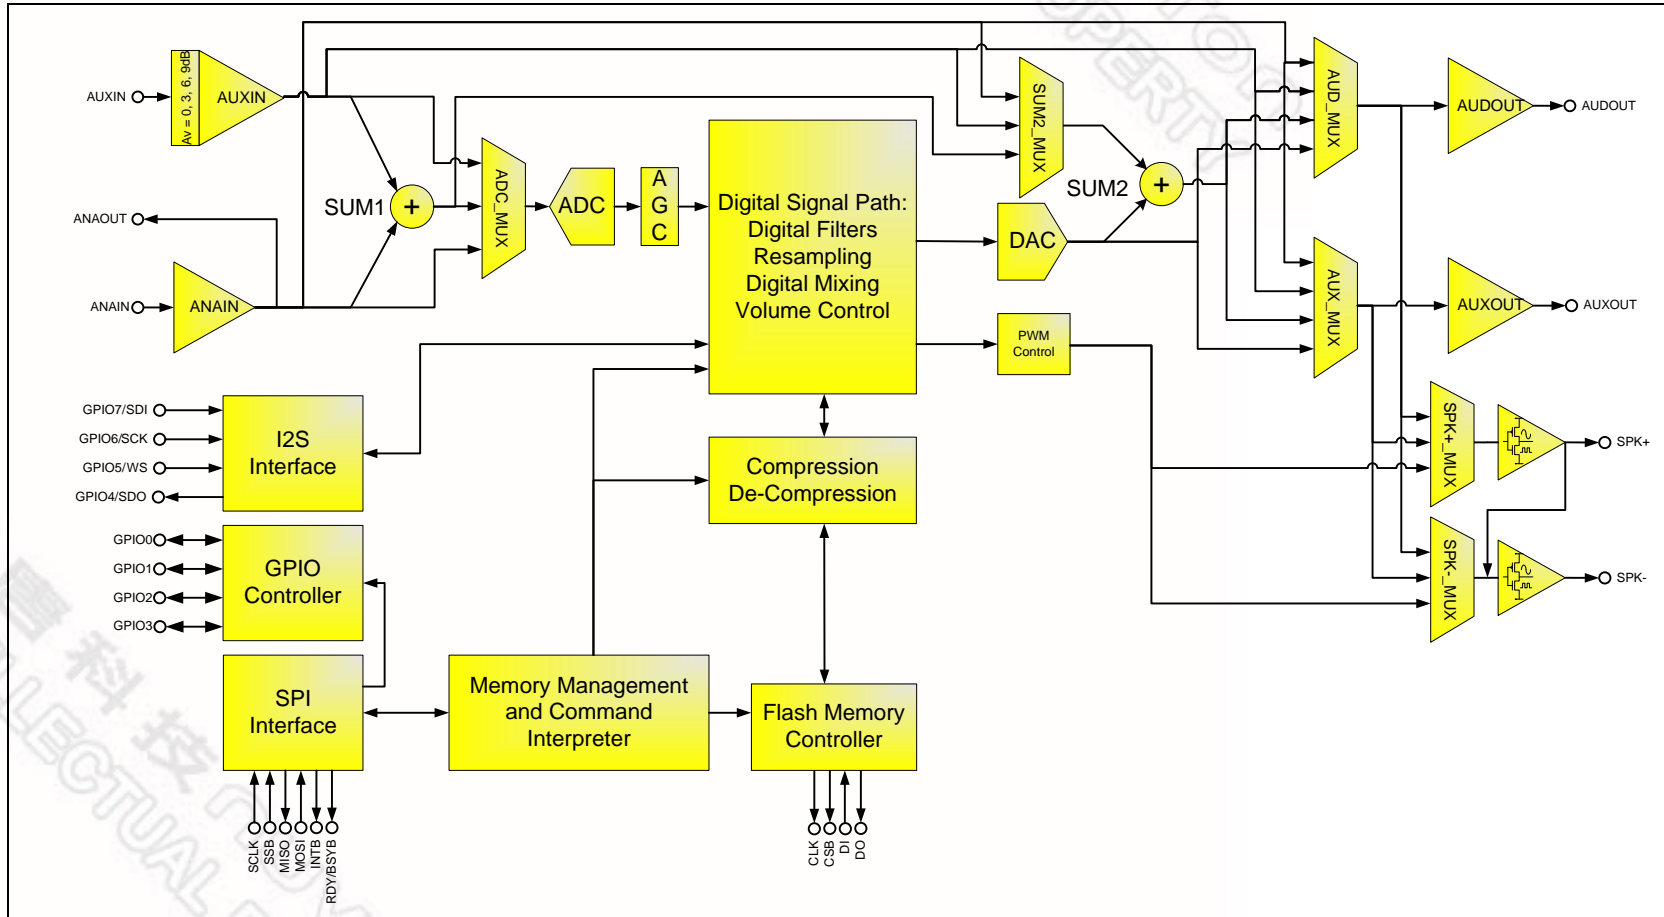 AUXIN
Av = 0, 3, 6, 9dB
AUXIN
ANAOUT
ANAIN
ANAIN
SUM1
+
ADC_MUX
ADC
A
G
C
Digital Signal Path:
Digital Filters
Resampling
Digital Mixing
Volume Control
SUM2_MUX
SUM2
+
DAC
PWM
Control
AUD_MUX
AUDOUT
AUDOUT
AUX_MUX
AUXOUT
AUXOUT
SPK+_MUX
SPK+
SPK-_MUX
SPK-
GPIO7/SDI
GPIO6/SCK
GPIO5/WS
GPIO4/SDO
I2S
Interface
Compression
De-Compression
GPIO0
GPIO1
GPIO2
GPIO3
GPIO
Controller
SPI
Interface
Memory Management
and Command
Interpreter
Flash Memory
Controller
SCLK
SSB
MISO
MOSI
INTB
RDY/BSYB
CLK
CSB
DI
DO
科技